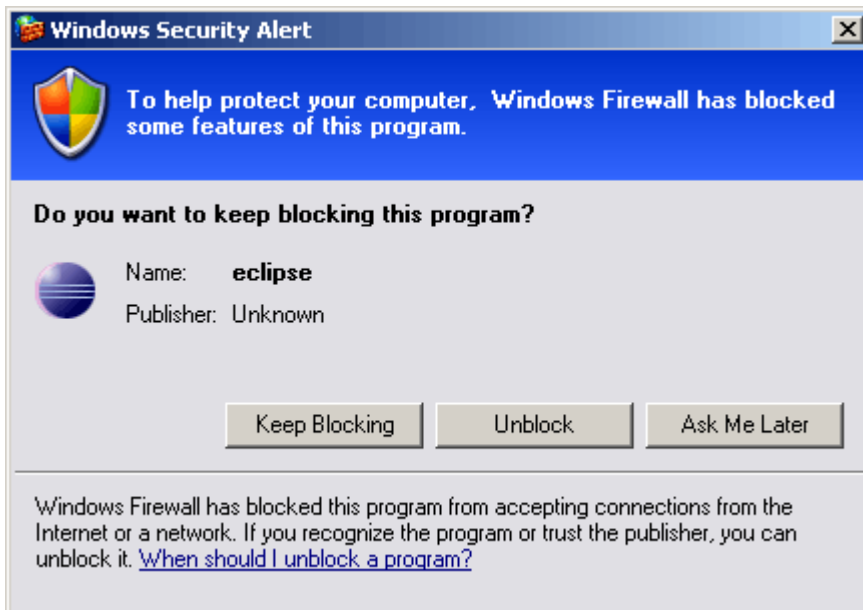 Windows Security Alert
To help protect your computer, Windows Firewall has blocked
some features of this program.
Do you want to keep blocking this program?
Name: eclipse
Publisher: Unknown
Keep Blocking Unblock Ask Me Later
Windows Firewall has blocked this program from accepting connections from the
Internet or a network. If you recognize the program or trust the publisher, you can
unblock it. When should I unblock a program?